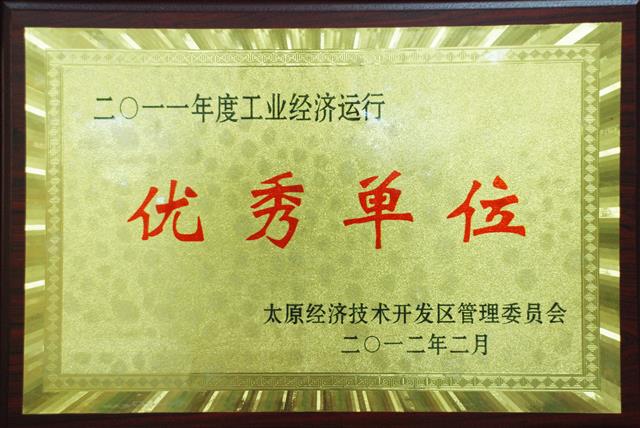 二〇一一年度工业经济运行
优秀单位
太原经济技术开发区管理委员会
二〇一二年二月